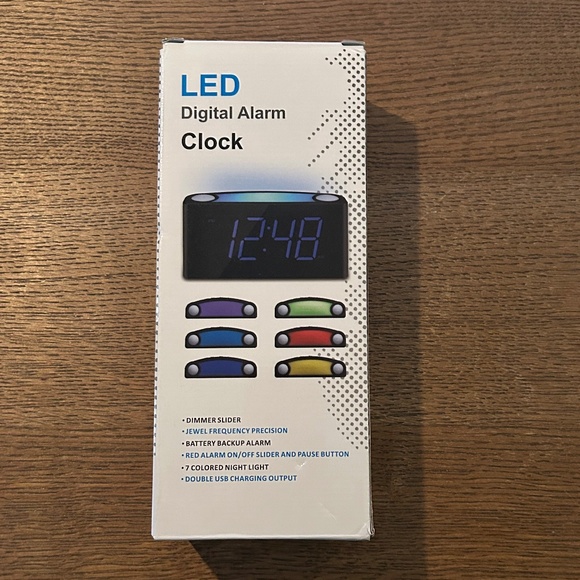 LED
Digital Alarm
Clock
12:48
• DIMMER SLIDER
• JEWEL FREQUENCY PRECISION
• BATTERY BACKUP ALARM
• RED ALARM ON/OFF SLIDER AND PAUSE BUTTON
• 7 COLORED NIGHT LIGHT
• DOUBLE USB CHARGING OUTPUT